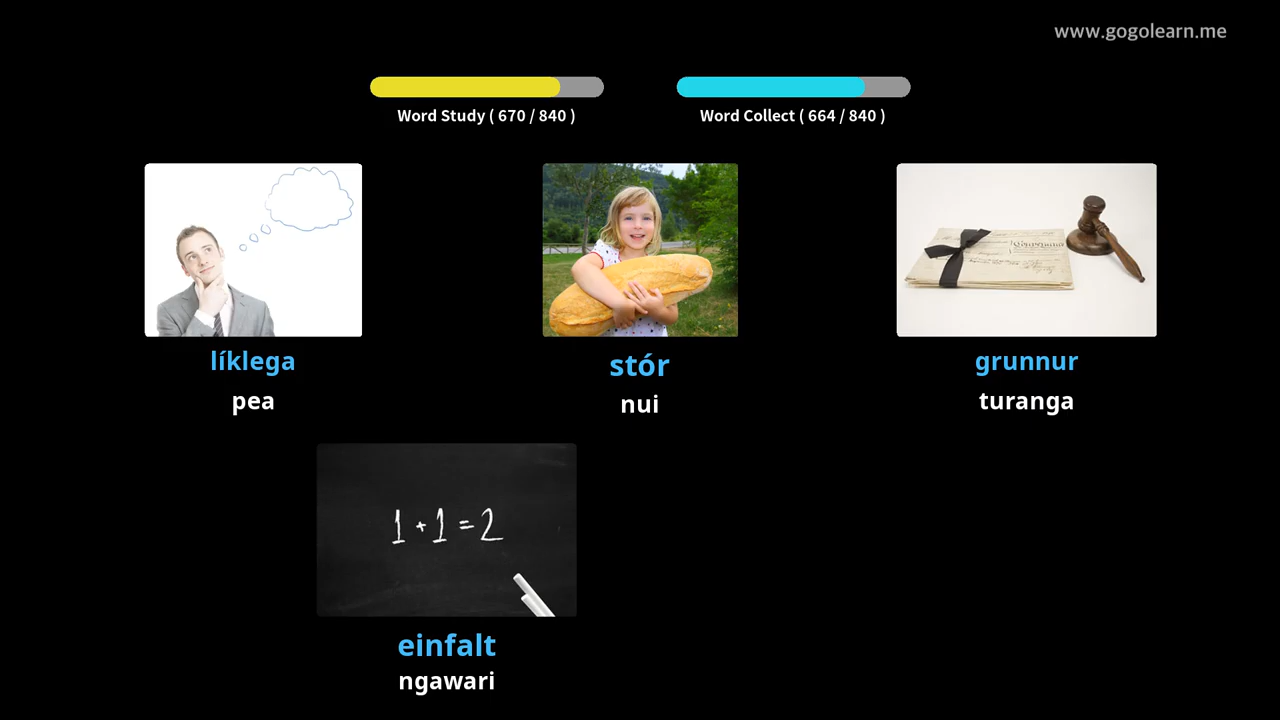 www.gogolearn.me
Word Study ( 670 / 840 )
Word Collect ( 664 / 840 )
líklega
pea
stór
nui
grunnur
turanga
1 + 1 = 2
einfalt
ngawari